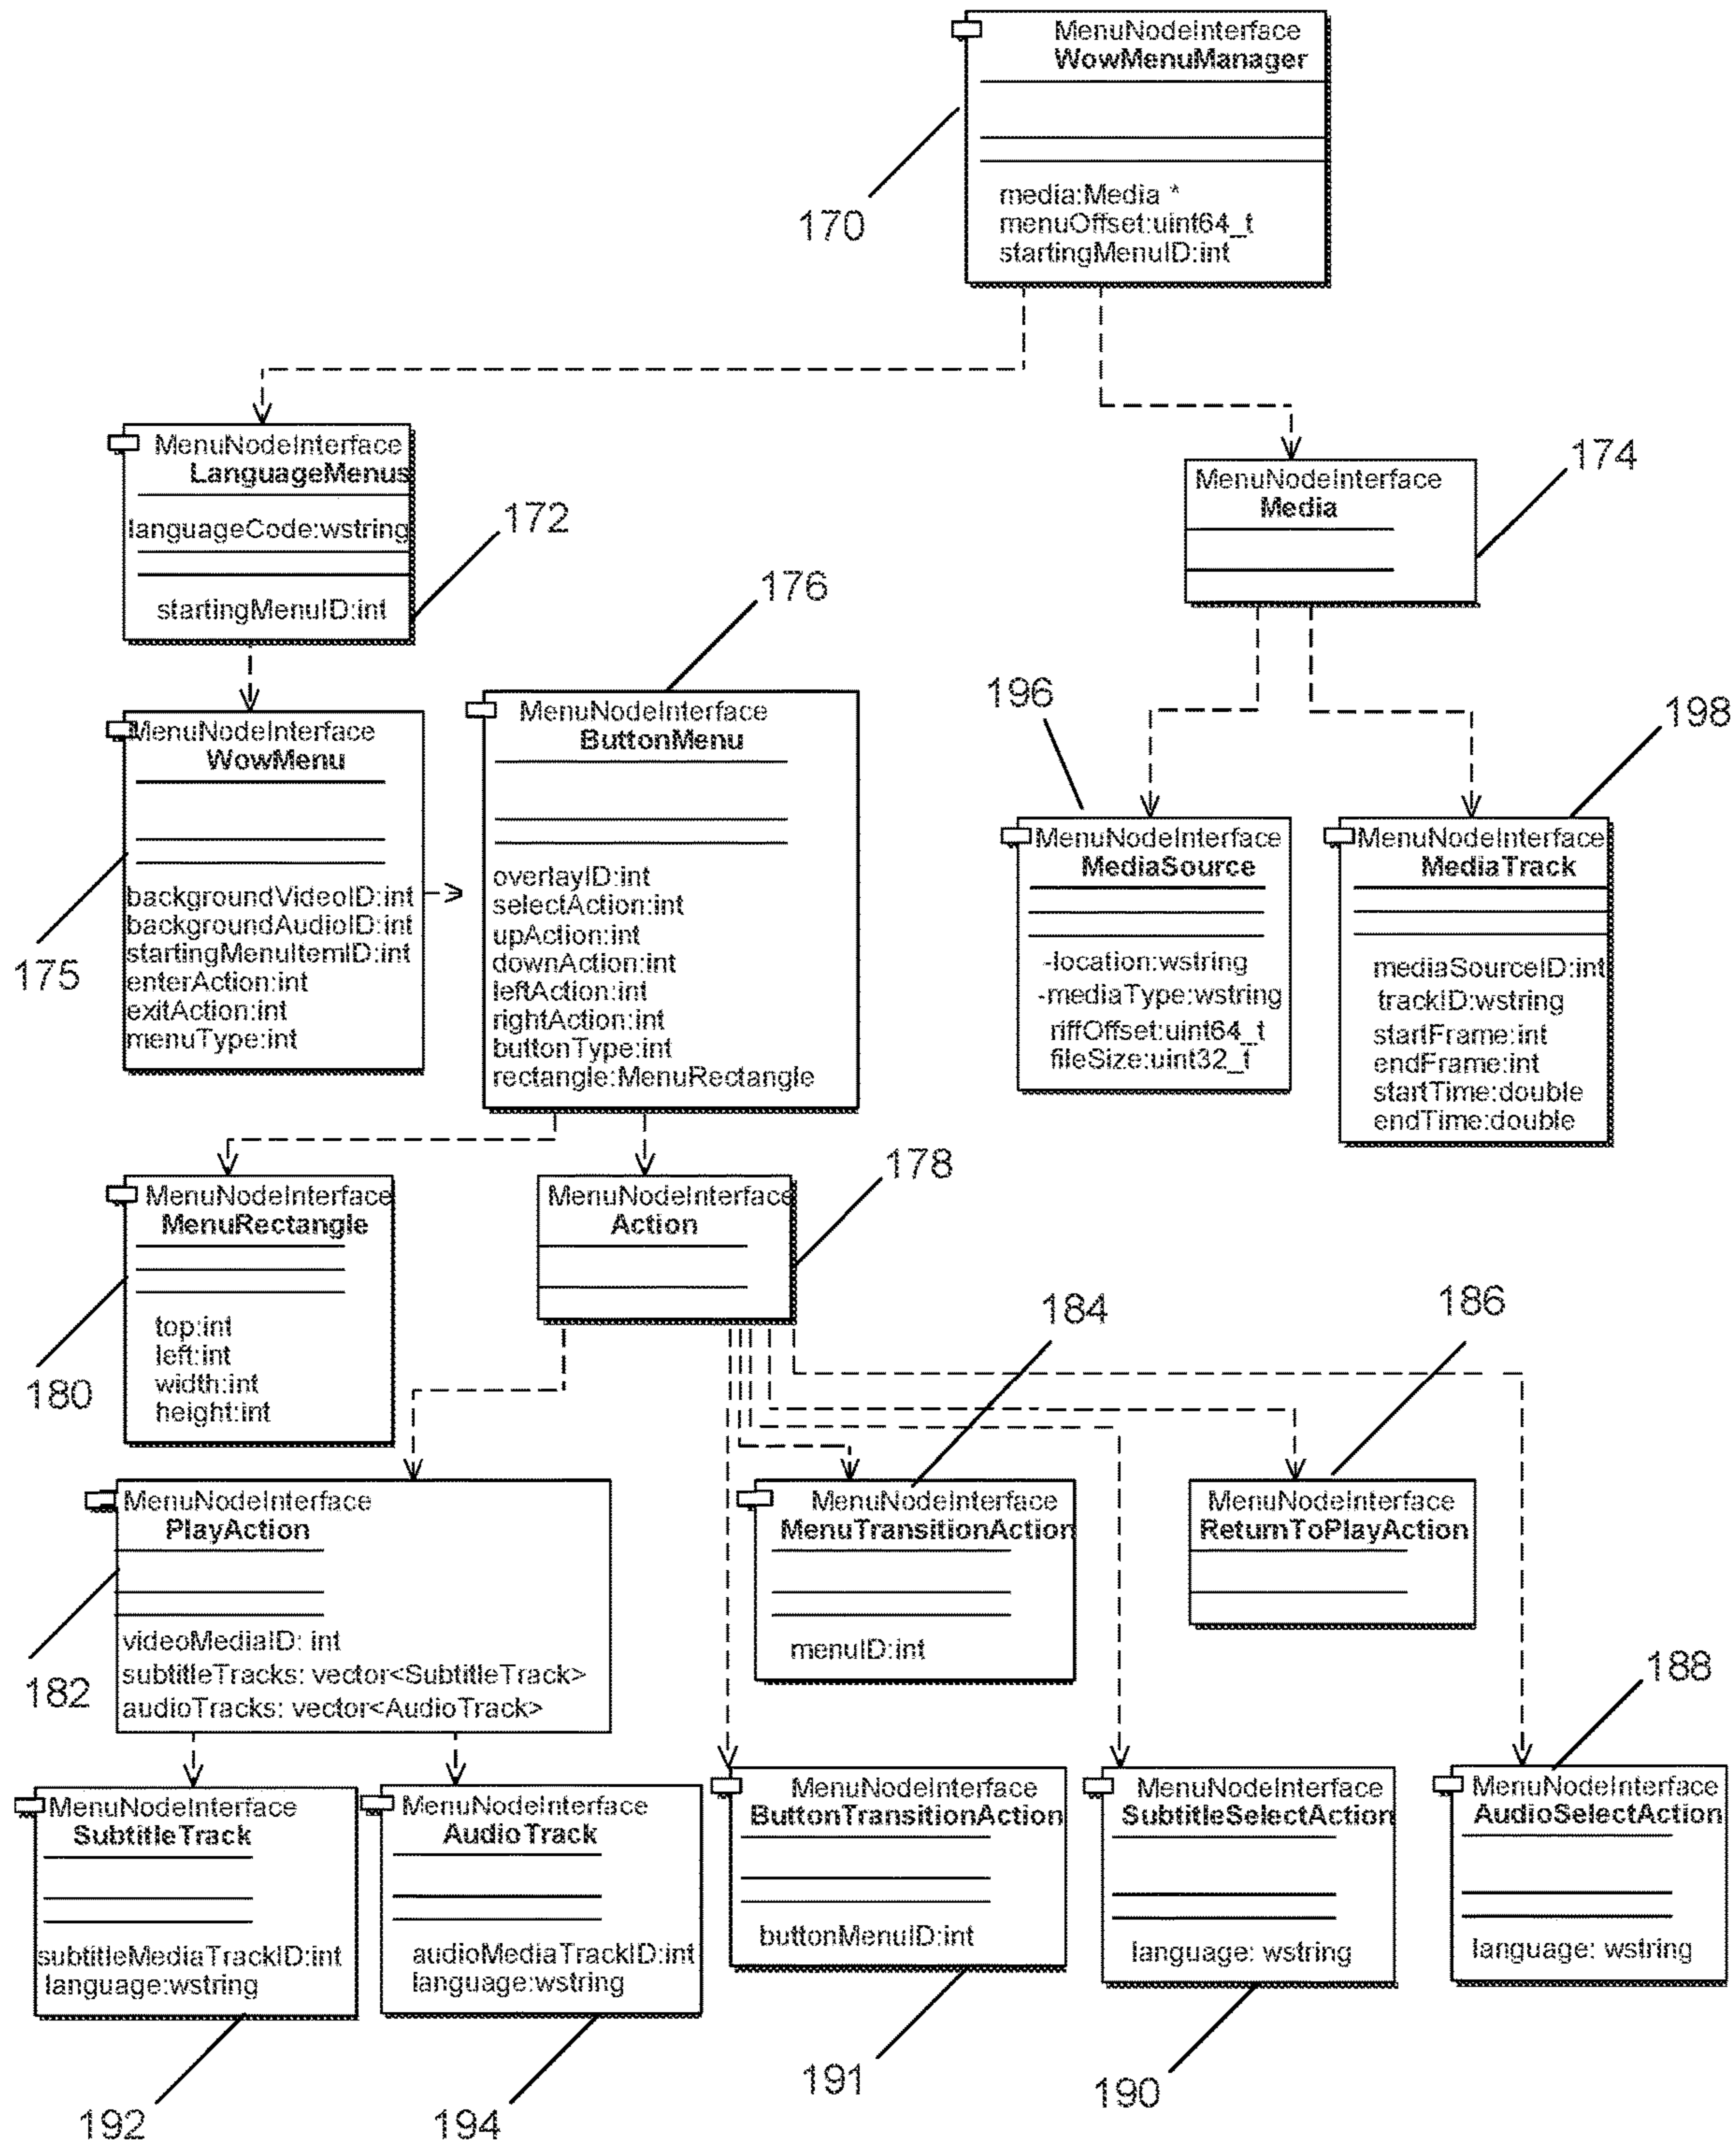 MenuNodeInterface
WowMenuManager
media:Media *
menuOffset:uint64_t
startingMenuID:int
170
MenuNodeInterface
LanguageMenus
languageCode:wstring
startingMenuID:int
172
MenuNodeInterface
Media
174
MenuNodeInterface
WowMenu
backgroundVideoID:int
backgroundAudioID:int
startingMenuItemID:int
enterAction:int
exitAction:int
menuType:int
175
176
MenuNodeInterface
ButtonMenu
overlayID:int
selectAction:int
upAction:int
downAction:int
leftAction:int
rightAction:int
buttonType:int
rectangle:MenuRectangle
196
MenuNodeInterface
MediaSource
-location:wstring
-mediaType:wstring
riffOffset:uint64_t
fileSize:uint32_t
198
MenuNodeInterface
MediaTrack
mediaSourceID:int
trackID:wstring
startFrame:int
endFrame:int
startTime:double
endTime:double
MenuNodeInterface
MenuRectangle
top:int
left:int
width:int
height:int
180
MenuNodeInterface
Action
178
MenuNodeInterface
PlayAction
videoMediaID: int
subtitleTracks: vector<SubtitleTrack>
audioTracks: vector<AudioTrack>
182
184
MenuNodeInterface
MenuTransitionAction
menuID:int
186
MenuNodeInterface
ReturnToPlayAction
MenuNodeInterface
SubtitleTrack
subtitleMediaTrackID:int
language:wstring
192
MenuNodeInterface
AudioTrack
audioMediaTrackID:int
language:wstring
194
MenuNodeInterface
ButtonTransitionAction
buttonMenuID:int
191
MenuNodeInterface
SubtitleSelectAction
language: wstring
190
188
MenuNodeInterface
AudioSelectAction
language: wstring